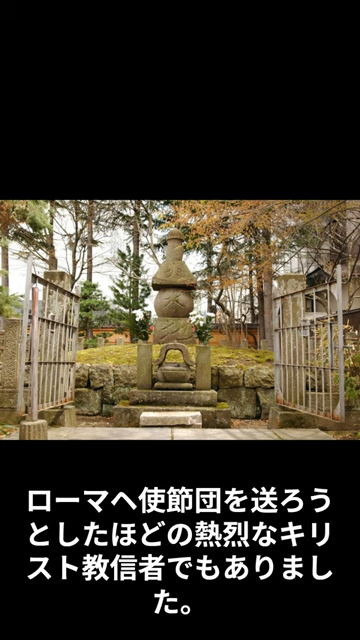 ローマへ使節団を送ろう
としたほどの熱烈なキリ
スト教信者でもありまし
た。